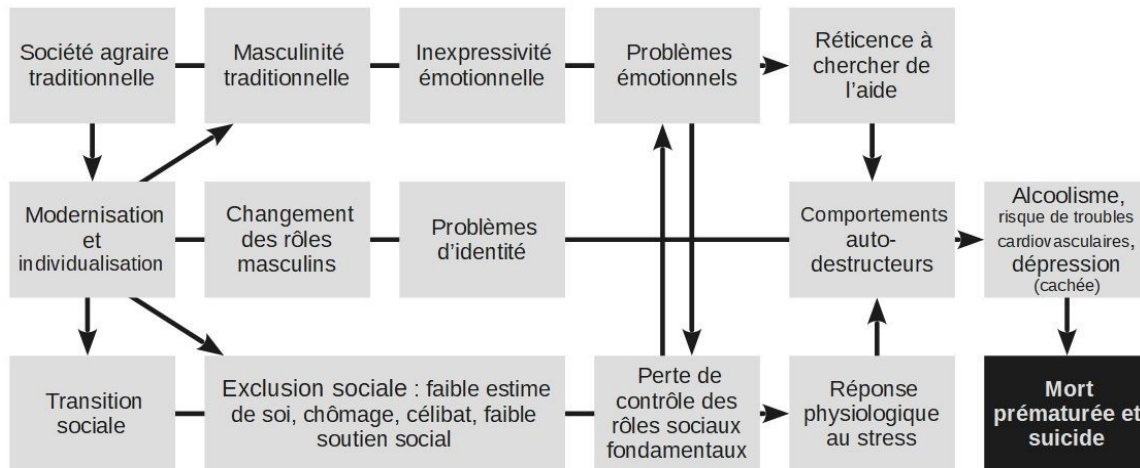 Société agraire
traditionnelle
Masculinité
traditionnelle
Inexpressivité
émotionnelle
Problèmes
émotionnels
Réticence à
chercher de
l'aide
Modernisation
et
individualisation
Changement
des rôles
masculins
Problèmes
d'identité
Comportements
auto-
destructeurs
Alcoolisme,
risque de troubles
cardiovasculaires,
dépression
(cachée)
Transition
sociale
Exclusion sociale : faible estime
de soi, chômage, célibat, faible
soutien social
Perte de
contrôle des
rôles sociaux
fondamentaux
Réponse
physiologique
au stress
Mort
prématurée et
suicide